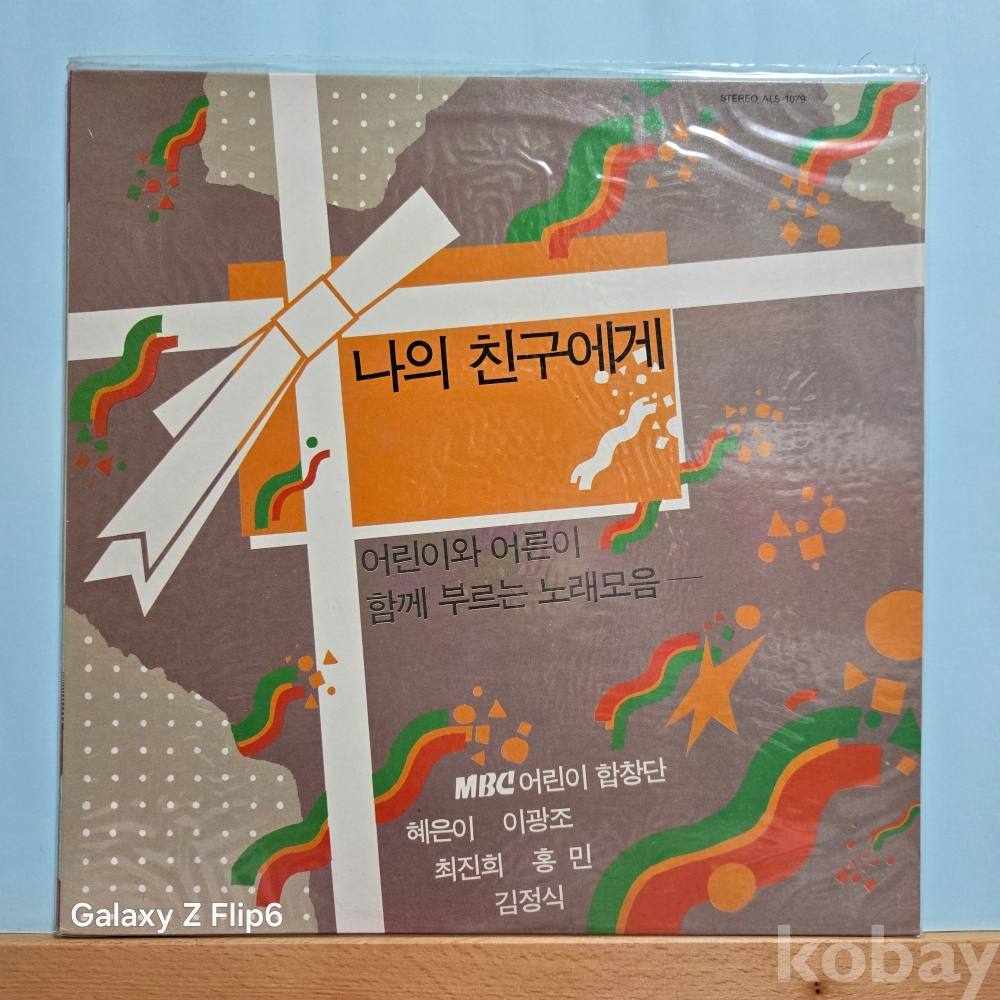 STEREO ALS-1079
나의 친구에게
어린이와 어른이
함께 부르는 노래모음 —
MBC 어린이 합창단
혜은이 이광조
최진희 홍 민
김정식
Galaxy Z Flip6
kobay